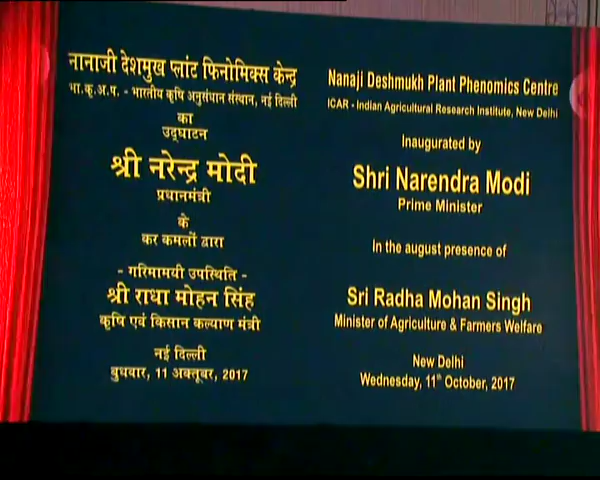 नानाजी देशमुख प्लांट फिनोमिक्स केन्द्र
भा.कृ.अ.प. - भारतीय कृषि अनुसंधान संस्थान, नई दिल्ली
का
उद्घाटन
श्री नरेन्द्र मोदी
प्रधानमंत्री
के
कर कमलों द्वारा
- गरिमामयी उपस्थिति -
श्री राधा मोहन सिंह
कृषि एवं किसान कल्याण मंत्री
नई दिल्ली
बुधवार, 11 अक्तूबर, 2017
Nanaji Deshmukh Plant Phenomics Centre
ICAR - Indian Agricultural Research Institute, New Delhi
Inaugurated by
Shri Narendra Modi
Prime Minister
In the august presence of
Sri Radha Mohan Singh
Minister of Agriculture & Farmers Welfare
New Delhi
Wednesday, 11th October, 2017